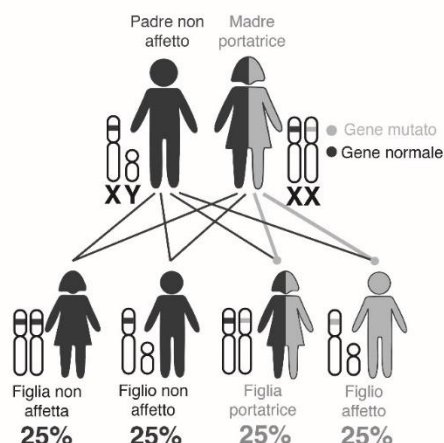 Padre non
affetto
Madre
portatrice
Gene mutato
Gene normale
XY
XX
Figlia non
affetta
25%
Figlio non
affetto
25%
Figlia
portatrice
25%
Figlio
affetto
25%